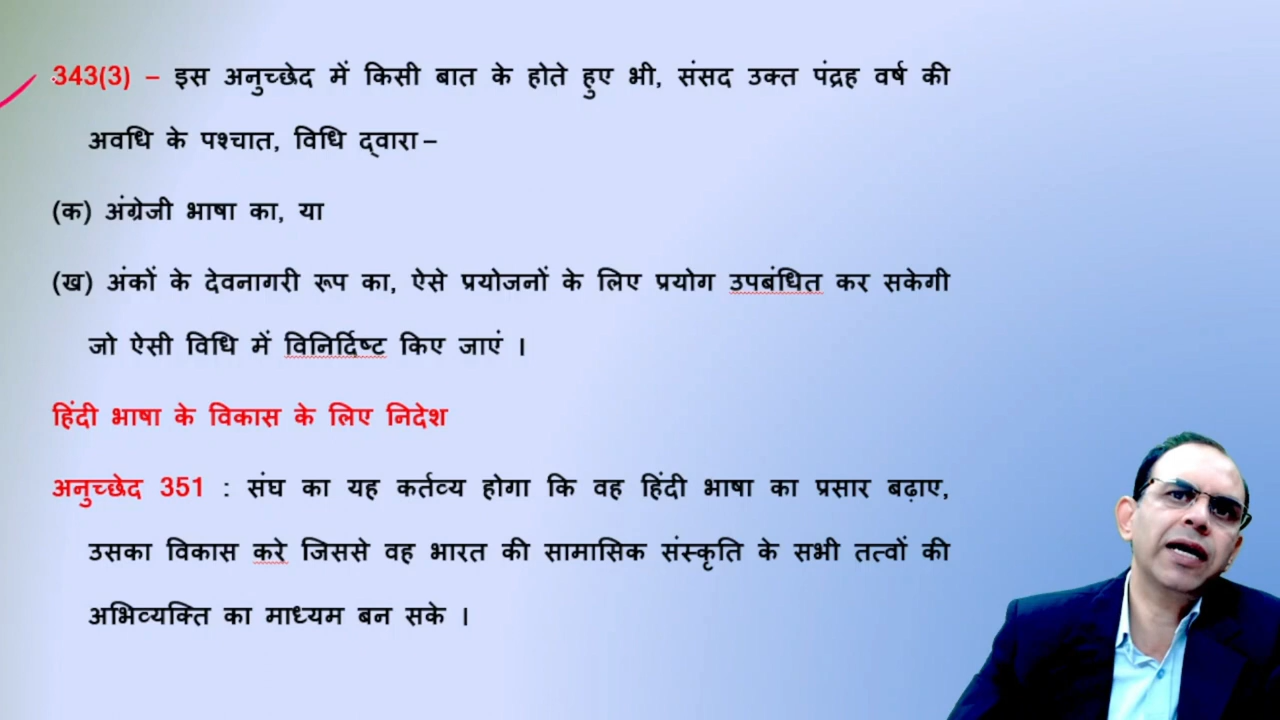 343(3) – इस अनुच्छेद में किसी बात के होते हुए भी, संसद उक्त पंद्रह वर्ष की
अवधि के पश्चात, विधि द्वारा –
(क) अंग्रेजी भाषा का, या
(ख) अंकों के देवनागरी रूप का, ऐसे प्रयोजनों के लिए प्रयोग उपबंधित कर सकेगी
जो ऐसी विधि में विनिर्दिष्ट किए जाएं ।
हिंदी भाषा के विकास के लिए निदेश
अनुच्छेद 351 : संघ का यह कर्तव्य होगा कि वह हिंदी भाषा का प्रसार बढ़ाए,
उसका विकास करे जिससे वह भारत की सामासिक संस्कृति के सभी तत्वों की
अभिव्यक्ति का माध्यम बन सके ।